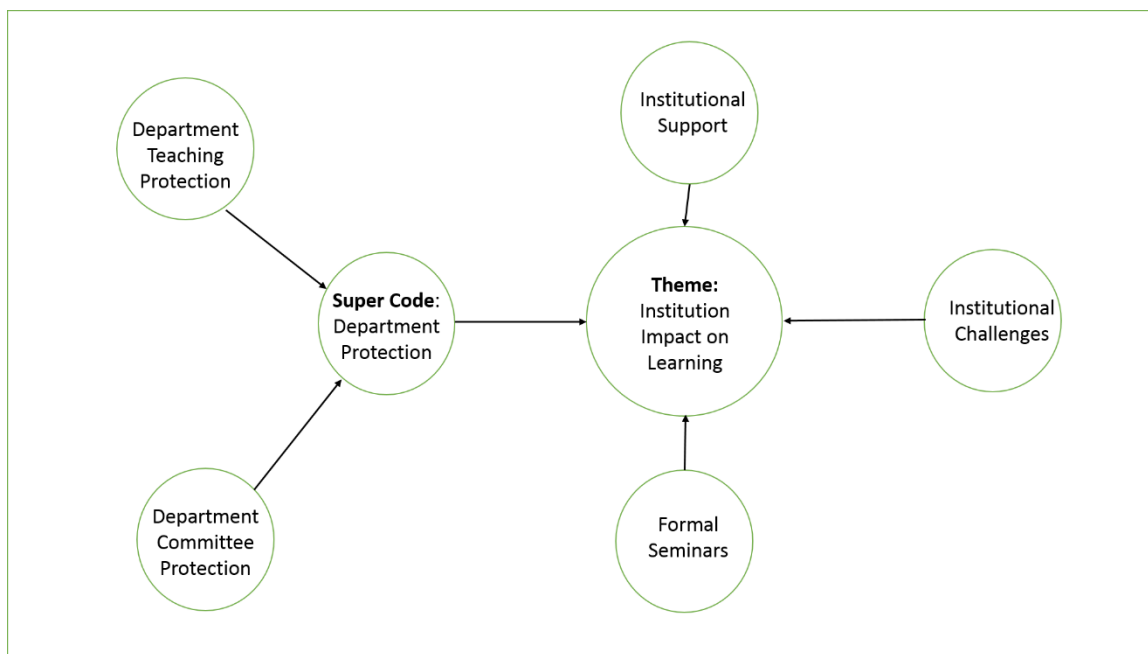 Department
Teaching
Protection
Institutional
Support
Super Code:
Department
Protection
Theme:
Institution
Impact on
Learning
Institutional
Challenges
Department
Committee
Protection
Formal
Seminars